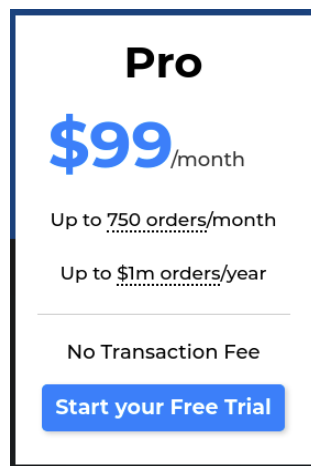 Pro
$99/month
Up to 750 orders/month
Up to $1m orders/year
No Transaction Fee
Start your Free Trial